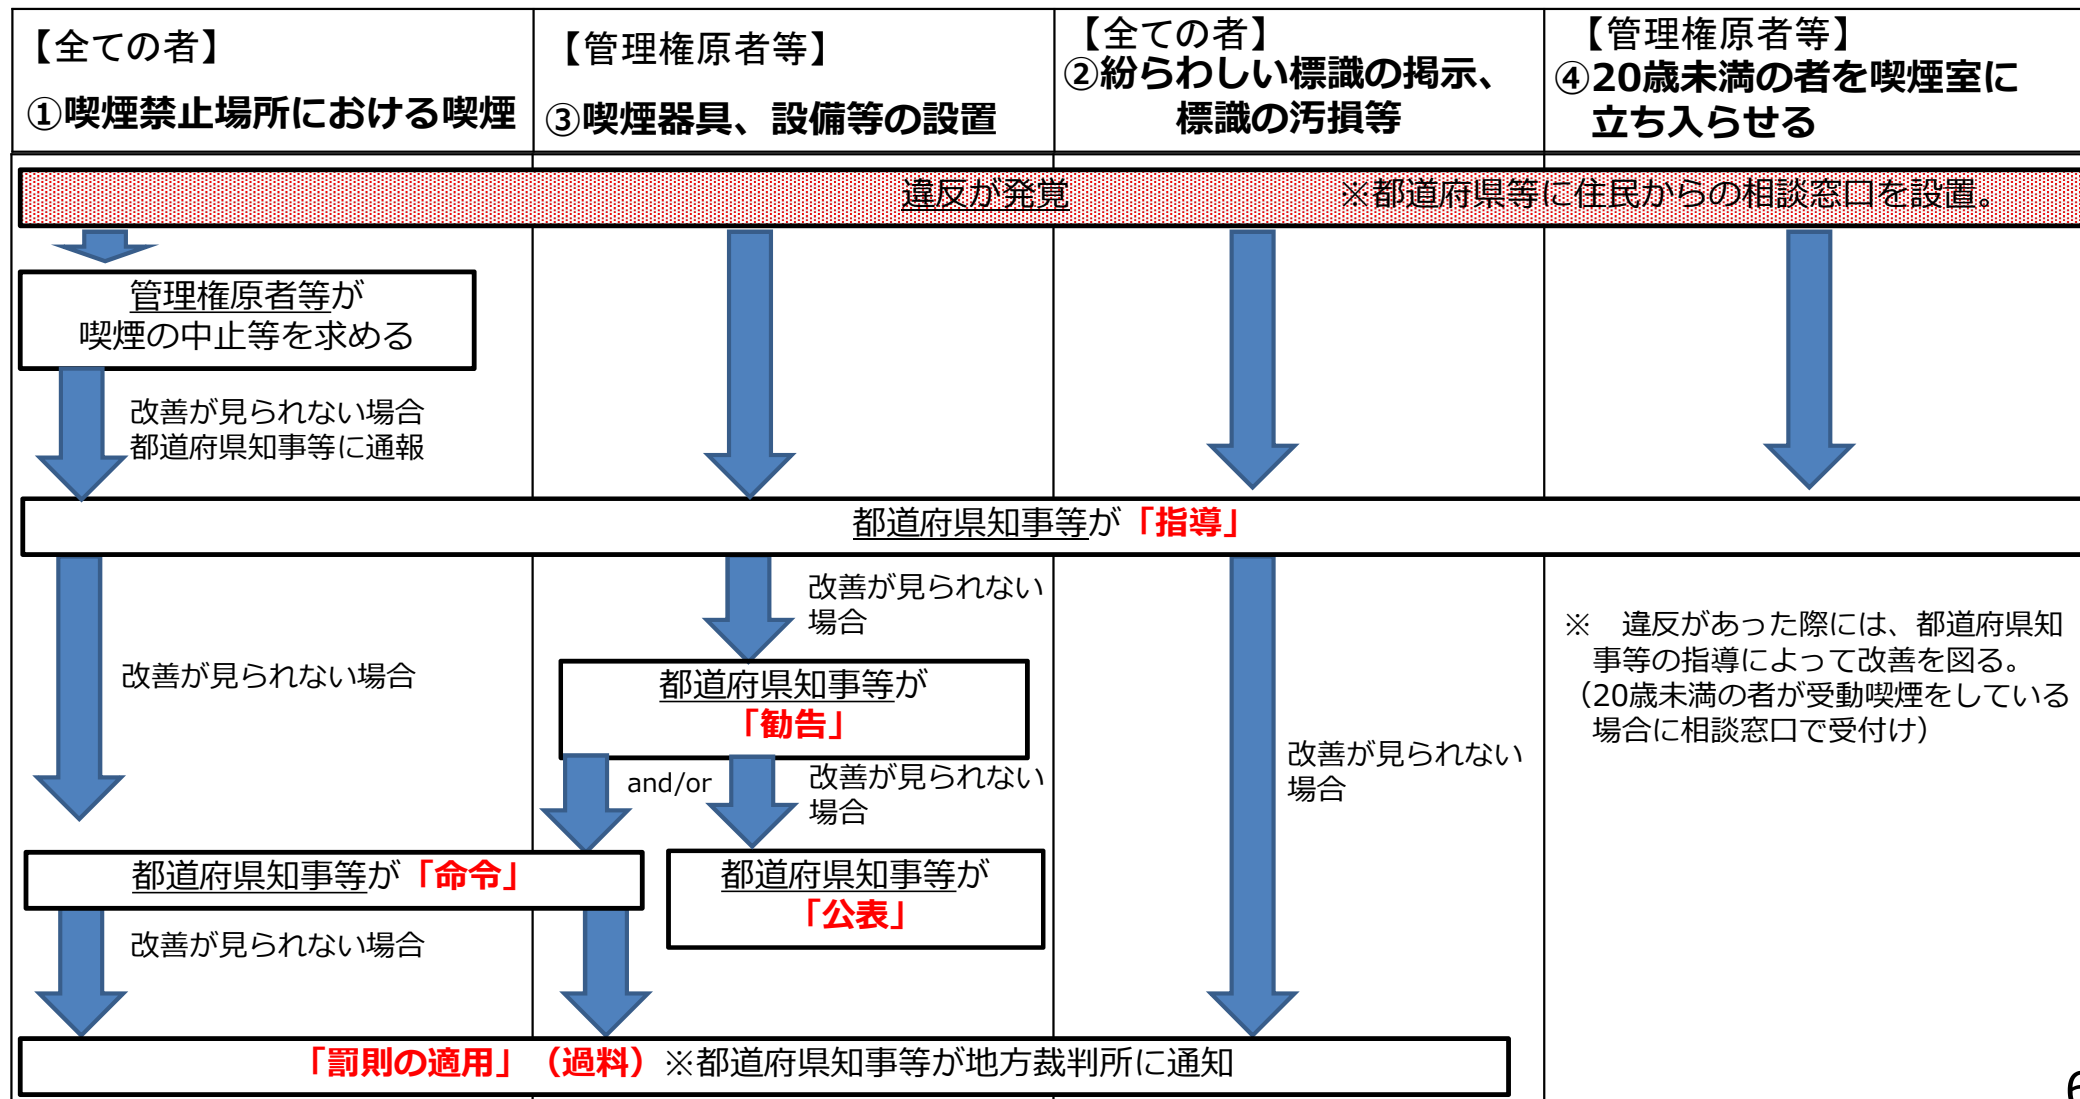 【全ての者】
①喫煙禁止場所における喫煙
【管理権原者等】
③喫煙器具、設備等の設置
【全ての者】
②紛らわしい標識の掲示、
標識の汚損等
【管理権原者等】
④20歳未満の者を喫煙室に
立ち入らせる
違反が発覚 ※都道府県等に住民からの相談窓口を設置。
管理権原者等が
喫煙の中止等を求める
改善が見られない場合
都道府県知事等に通報
都道府県知事等が「指導」
改善が見られない場合
改善が見られない
場合
都道府県知事等が
「勧告」
and/or
改善が見られない
場合
改善が見られない
場合
※ 違反があった際には、都道府県知
事等の指導によって改善を図る。
（20歳未満の者が受動喫煙をしている
場合に相談窓口で受付け）
都道府県知事等が「命令」
都道府県知事等が
「公表」
改善が見られない場合
「罰則の適用」（過料）※都道府県知事等が地方裁判所に通知